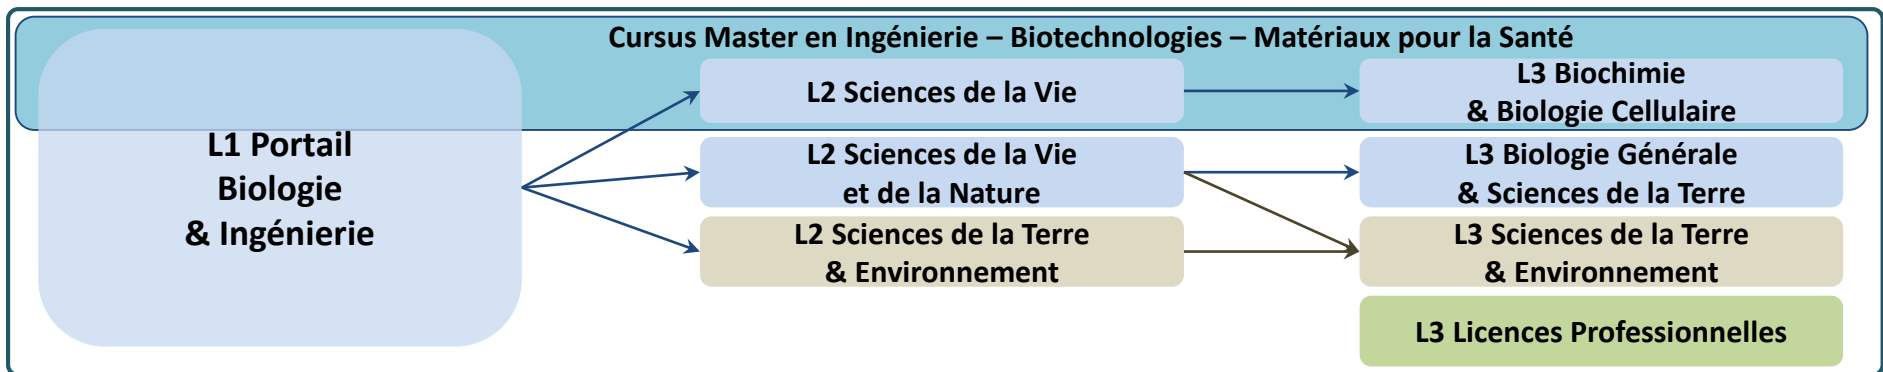 Cursus Master en Ingénierie – Biotechnologies – Matériaux pour la Santé
L1 Portail
Biologie
& Ingénierie
L2 Sciences de la Vie
L3 Biochimie
& Biologie Cellulaire
L2 Sciences de la Vie
et de la Nature
L3 Biologie Générale
& Sciences de la Terre
L2 Sciences de la Terre
& Environnement
L3 Sciences de la Terre
& Environnement
L3 Licences Professionnelles